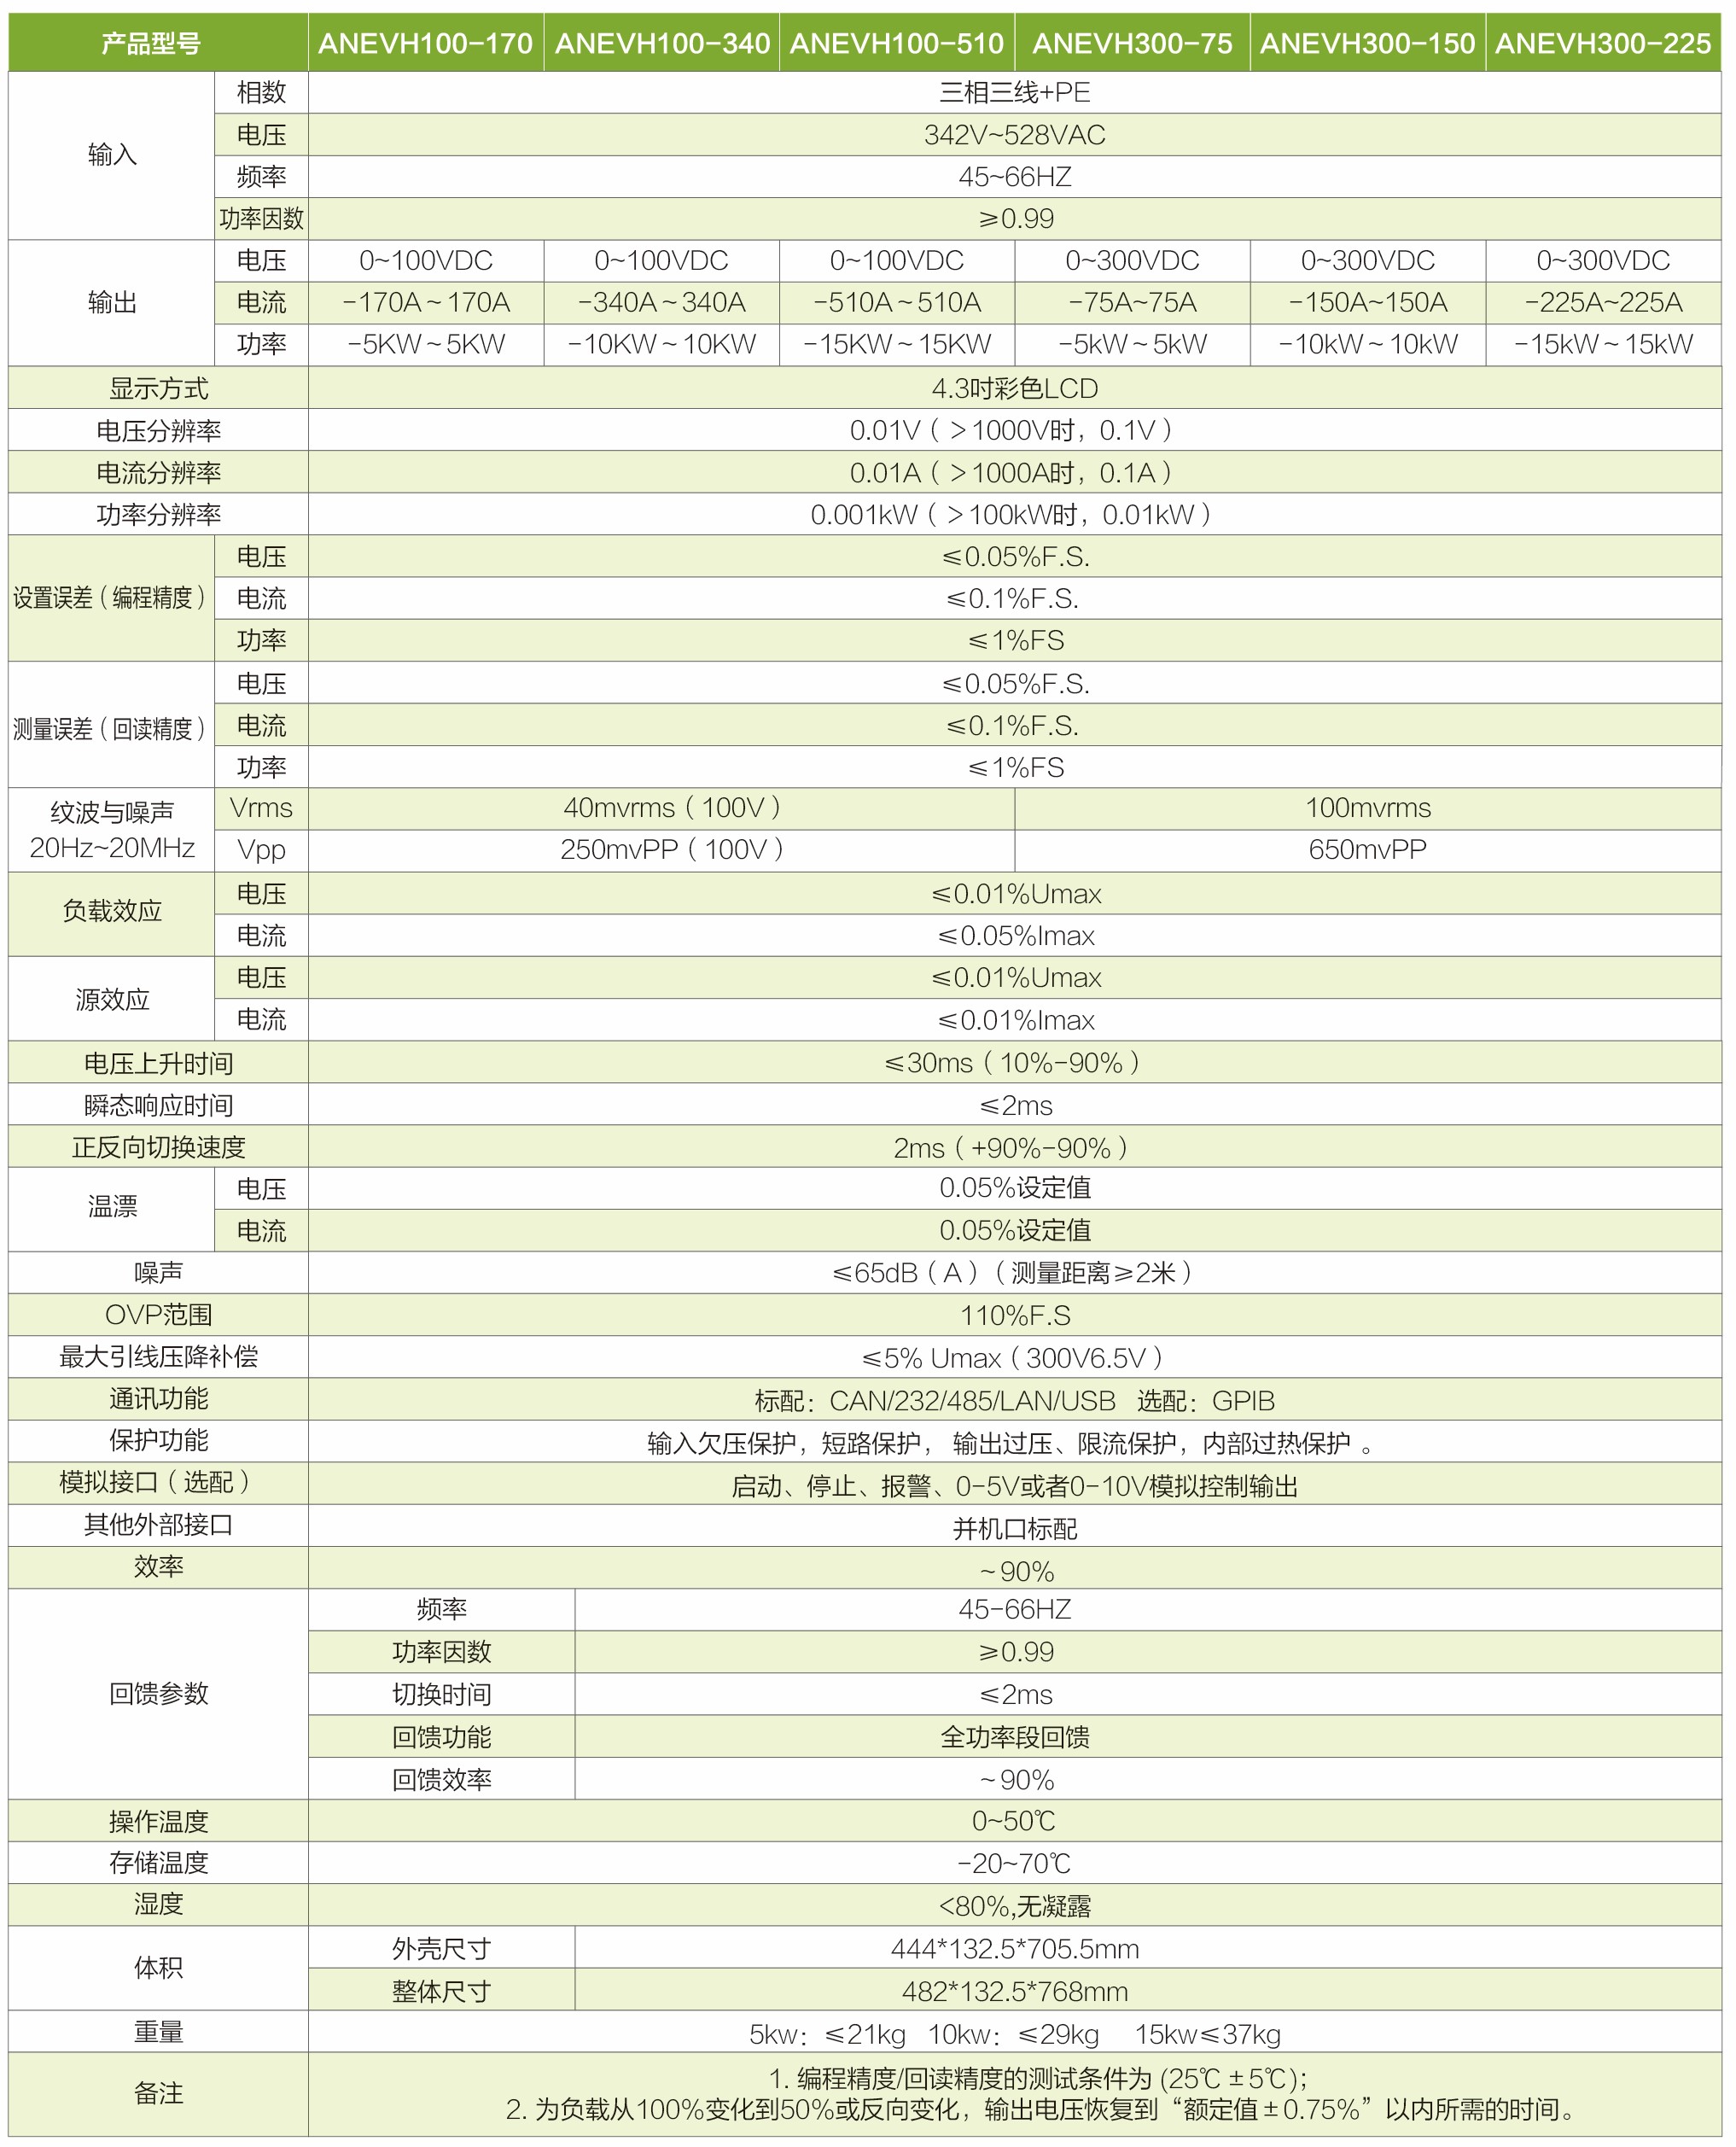 产品型号 ANEVH100-170 ANEVH100-340 ANEVH100-510 ANEVH300-75 ANEVH300-150 ANEVH300-225
输入 相数 三相三线+PE
电压 342V~528VAC
频率 45~66HZ
功率因数 ≥0.99
输出 电压 0~100VDC 0~100VDC 0~100VDC 0~300VDC 0~300VDC 0~300VDC
电流 -170A~170A -340A~340A -510A~510A -75A~75A -150A~150A -225A~225A
功率 -5KW~5KW -10KW~10KW -15KW~15KW -5kW~5kW -10kW~10kW -15kW~15kW
显示方式 4.3吋彩色LCD
电压分辨率 0.01V（>1000V时，0.1V）
电流分辨率 0.01A（>1000A时，0.1A）
功率分辨率 0.001kW（>100kW时，0.01kW）
设置误差（编程精度） 电压 ≤0.05%F.S.
电流 ≤0.1%F.S.
功率 ≤1%FS
测量误差（回读精度） 电压 ≤0.05%F.S.
电流 ≤0.1%F.S.
功率 ≤1%FS
纹波与噪声
20Hz~20MHz
Vrms 40mvrms（100V） 100mvrms
Vpp 250mvPP（100V） 650mvPP
负载效应 电压 ≤0.01%Umax
电流 ≤0.05%Imax
源效应 电压 ≤0.01%Umax
电流 ≤0.01%Imax
电压上升时间 ≤30ms（10%-90%）
瞬态响应时间 ≤2ms
正反向切换速度 2ms（+90%-90%）
温漂 电压 0.05%设定值
电流 0.05%设定值
噪声 ≤65dB（A）（测量距离≥2米）
OVP范围 110%F.S
最大引线压降补偿 ≤5% Umax（300V6.5V）
通讯功能 标配：CAN/232/485/LAN/USB 选配：GPIB
保护功能 输入欠压保护，短路保护， 输出过压、限流保护，内部过热保护 。
模拟接口（选配） 启动、停止、报警、0-5V或者0-10V模拟控制输出
其他外部接口 并机口标配
效率 ~90%
回馈参数 频率 45-66HZ
功率因数 ≥0.99
切换时间 ≤2ms
回馈功能 全功率段回馈
回馈效率 ~90%
操作温度 0~50℃
存储温度 -20~70℃
湿度 <80%,无凝露
体积 外壳尺寸 444*132.5*705.5mm
整体尺寸 482*132.5*768mm
重量 5kw：≤21kg 10kw：≤29kg 15kw≤37kg
备注 1. 编程精度/回读精度的测试条件为 (25℃±5℃)；
2. 为负载从100%变化到50%或反向变化，输出电压恢复到“额定值±0.75%”以内所需的时间。